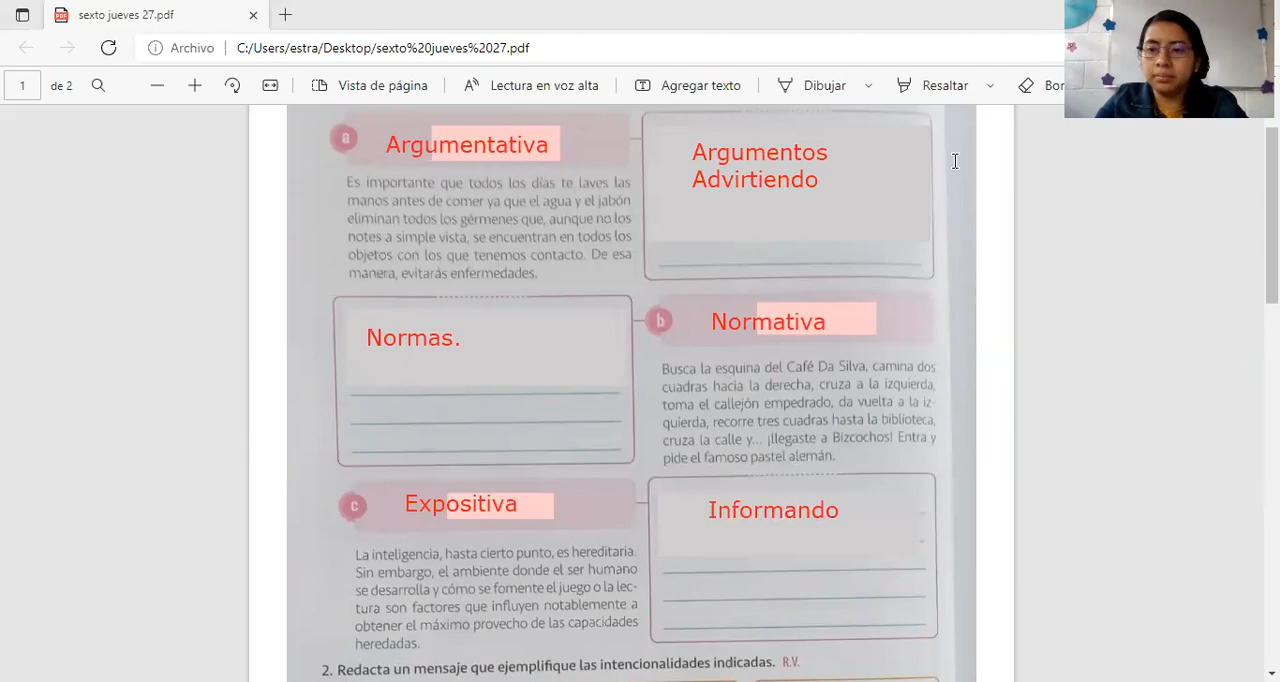 sexto jueves 27.pdf
Archivo
C:/Users/estra/Desktop/sexto%20jueves%2027.pdf
1 de 2
Vista de página
Lectura en voz alta
Agregar texto
Dibujar
Resaltar
a
Argumentativa
Es importante que todos los días te laves las
manos antes de comer ya que el agua y el jabón
eliminan todos los gérmenes que, aunque no los
notes a simple vista, se encuentran en todos los
objetos con los que tenemos contacto. De esa
manera, evitarás enfermedades.
Argumentos
Advirtiendo
Normas.
b
Normativa
Busca la esquina del Café Da Silva, camina dos
cuadras hacia la derecha, cruza a la izquierda,
toma el callejón empedrado, da vuelta a la iz-
quierda, recorre tres cuadras hasta la biblioteca,
cruza la calle y... ¡llegaste a Bizcochos! Entra y
pide el famoso pastel alemán.
c
Expositiva
La inteligencia, hasta cierto punto, es hereditaria.
Sin embargo, el ambiente donde el ser humano
se desarrolla y cómo se fomente el juego o la lec-
tura son factores que influyen notablemente a
obtener el máximo provecho de las capacidades
heredadas.
Informando
2. Redacta un mensaje que ejemplifique las intencionalidades indicadas. R.V.